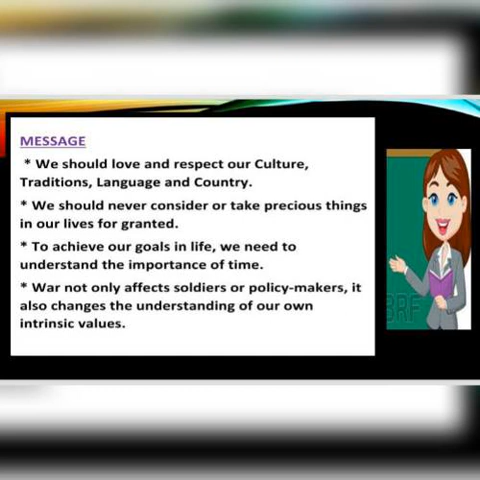 MESSAGE
* We should love and respect our Culture,
Traditions, Language and Country.
* We should never consider or take precious things
in our lives for granted.
* To achieve our goals in life, we need to
understand the importance of time.
* War not only affects soldiers or policy-makers, it
also changes the understanding of our own
intrinsic values.